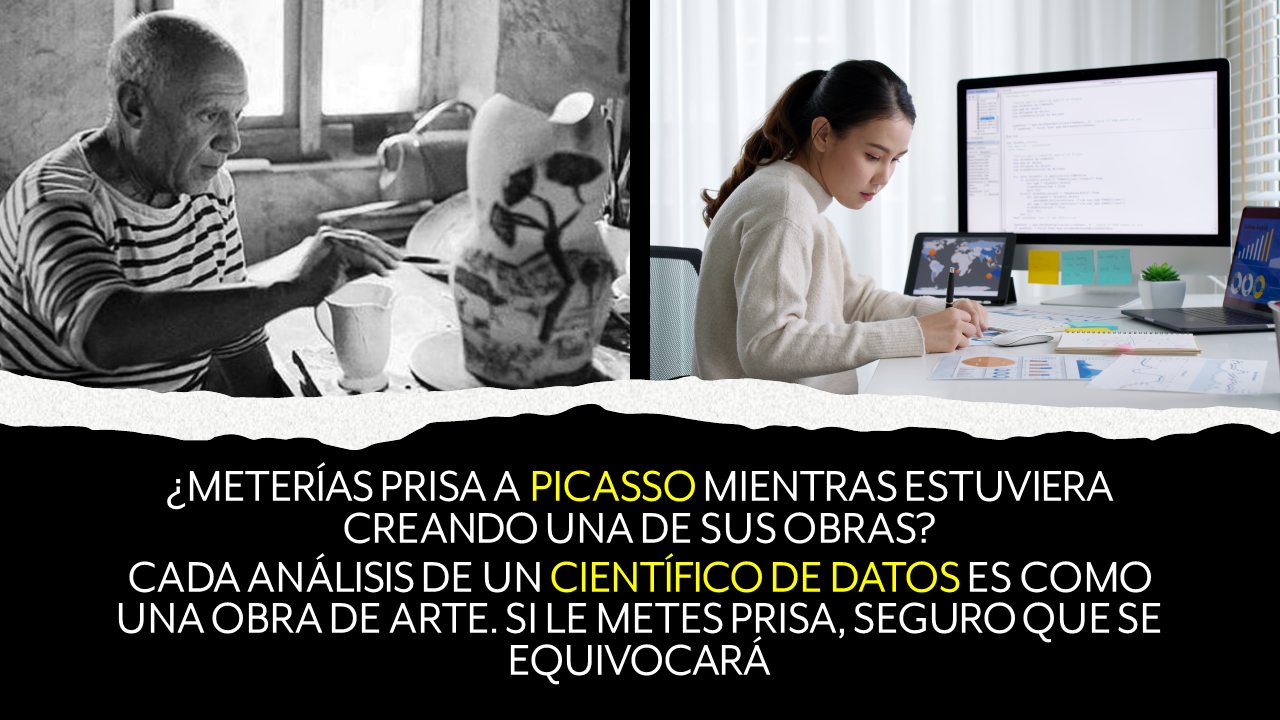 ¿METERÍAS PRISA A PICASSO MIENTRAS ESTUVIERA
CREANDO UNA DE SUS OBRAS?
CADA ANÁLISIS DE UN CIENTÍFICO DE DATOS ES COMO
UNA OBRA DE ARTE. SI LE METES PRISA, SEGURO QUE SE
EQUIVOCARÁ